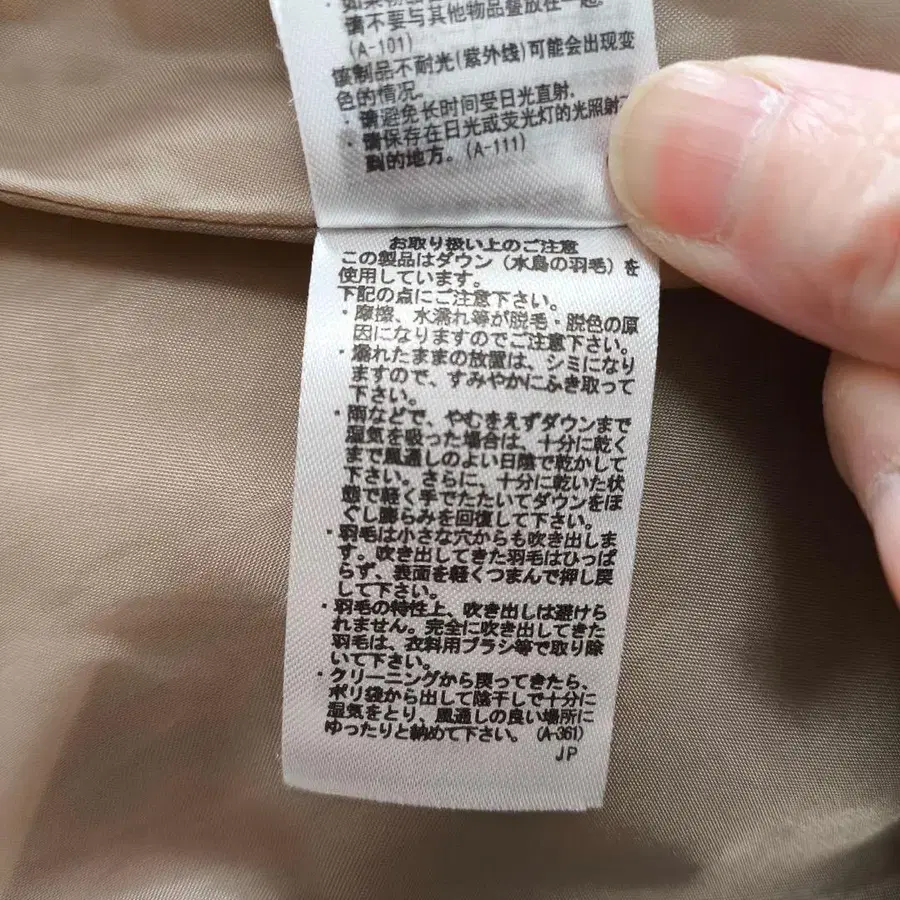 ·如果物品
请不要与其他物品叠放在一起.
(A-101)
该制品不耐光(紫外线)可能会出现变
色的情况.
·请避免长时间受日光直射.
·请保存在日光或荧光灯的光照射不
到的地方。(A-111)
お取り扱い上のご注意
この製品はダウン（水鳥の羽毛）を
使用しています。
下記の点にご注意下さい。
・摩擦、水濡れ等が脱毛・脱色の原
因になりますのでご注意下さい。
・濡れたままの放置は、シミになり
ますので、すみやかにふき取って
下さい。
・雨などで、やむをえずダウンまで
湿気を吸った場合は、十分に乾く
まで風通しのよい日陰で乾かして
下さい。さらに、十分に乾いた状
態で軽く手でたたいてダウンをほ
ぐし膨らみを回復して下さい。
・羽毛は小さな穴からも吹き出しま
す。吹き出してきた羽毛はひっぱ
らず、表面を軽くつまんで押し戻
して下さい。
・羽毛の特性上、吹き出しは避けら
れません。完全に吹き出してきた
羽毛は、衣料用ブラシ等で取り除
いて下さい。
・クリーニングから戻ってきたら、
ポリ袋から出して陰干しで十分に
湿気をとり、風通しの良い場所に
ゆったりと納めて下さい。(A-361)
JP